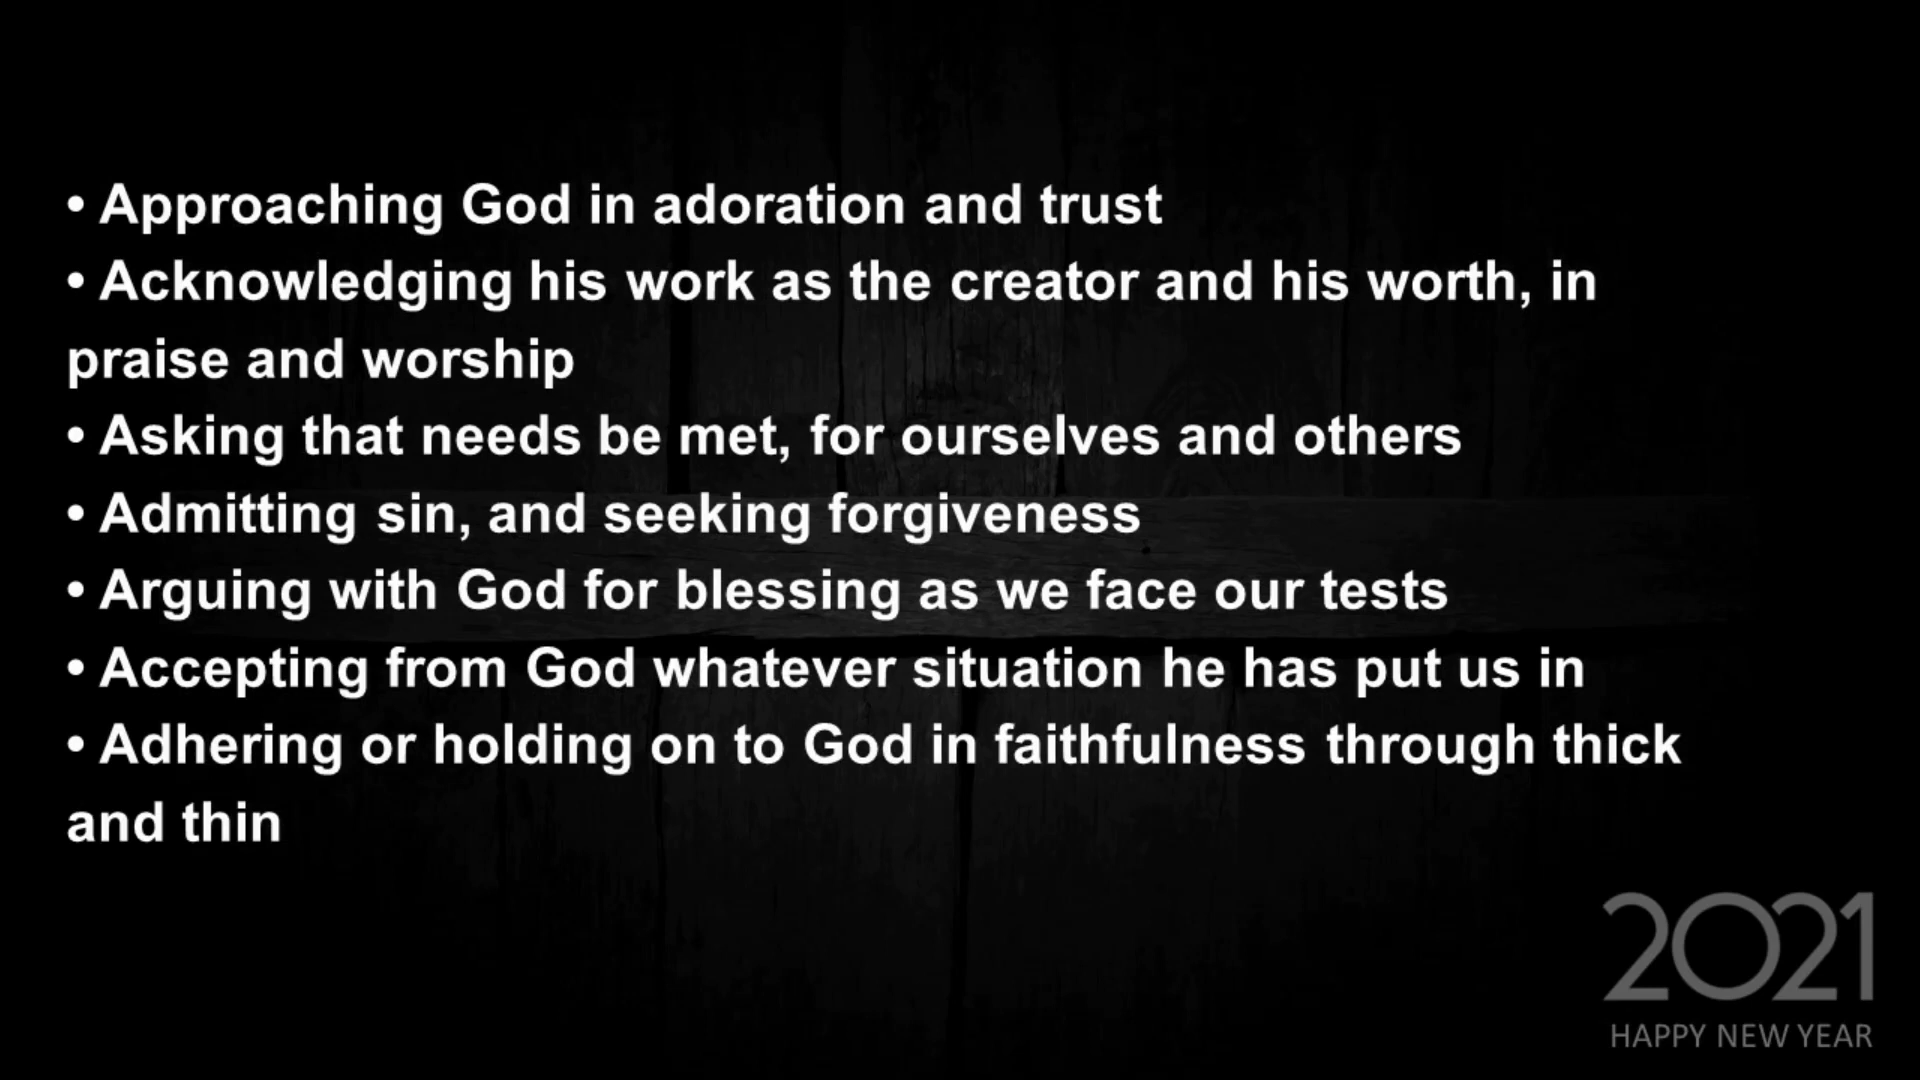 • Approaching God in adoration and trust
• Acknowledging his work as the creator and his worth, in
praise and worship
• Asking that needs be met, for ourselves and others
• Admitting sin, and seeking forgiveness
• Arguing with God for blessing as we face our tests
• Accepting from God whatever situation he has put us in
• Adhering or holding on to God in faithfulness through thick
and thin
2021
HAPPY NEW YEAR